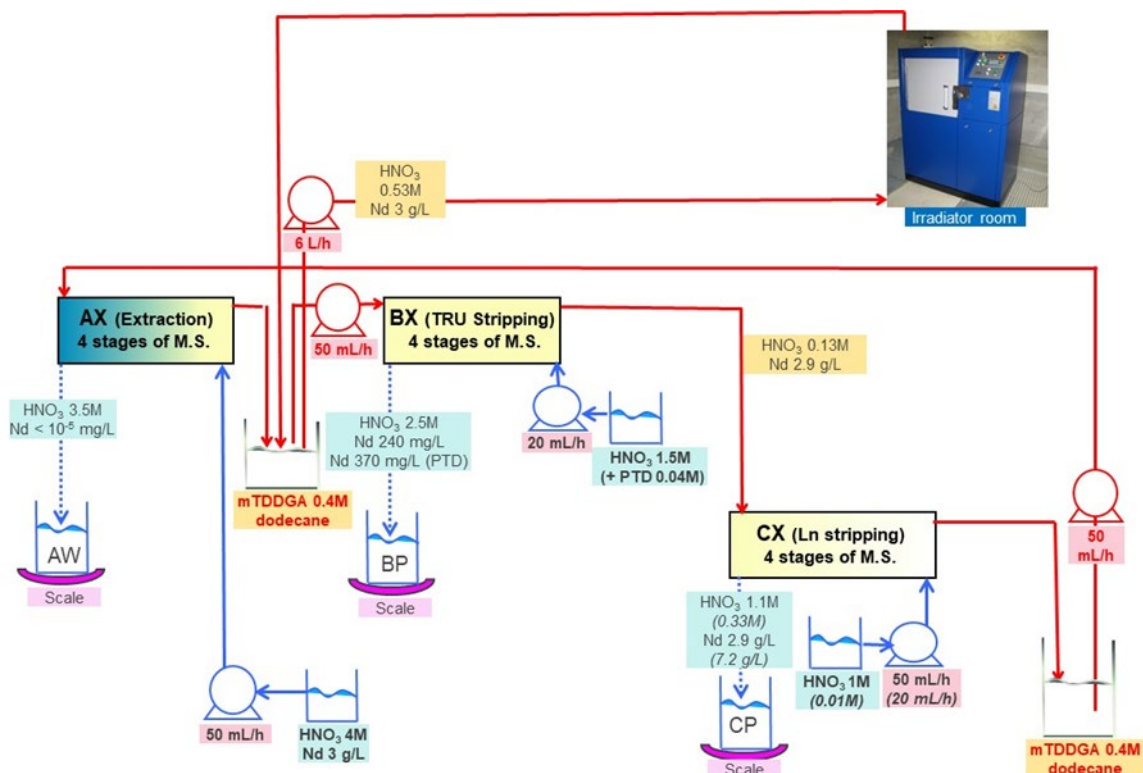 HNO₃
0.53M
Nd 3 g/L
6 L/h
Irradiator room
AX (Extraction)
4 stages of M.S.
50 mL/h
BX (TRU Stripping)
4 stages of M.S.
HNO₃ 0.13M
Nd 2.9 g/L
HNO₃ 3.5M
Nd < 10⁻⁵ mg/L
HNO₃ 2.5M
Nd 240 mg/L
Nd 370 mg/L (PTD)
20 mL/h
HNO₃ 1.5M
(+ PTD 0.04M)
mTDDGA 0.4M
dodecane
AW
Scale
BP
Scale
CX (Ln stripping)
4 stages of M.S.
50
mL/h
HNO₃ 1.1M
(0.33M)
Nd 2.9 g/L
(7.2 g/L)
HNO₃ 1M
(0.01M)
50 mL/h
(20 mL/h)
50 mL/h
HNO₃ 4M
Nd 3 g/L
CP
Scale
mTDDGA 0.4M
dodecane